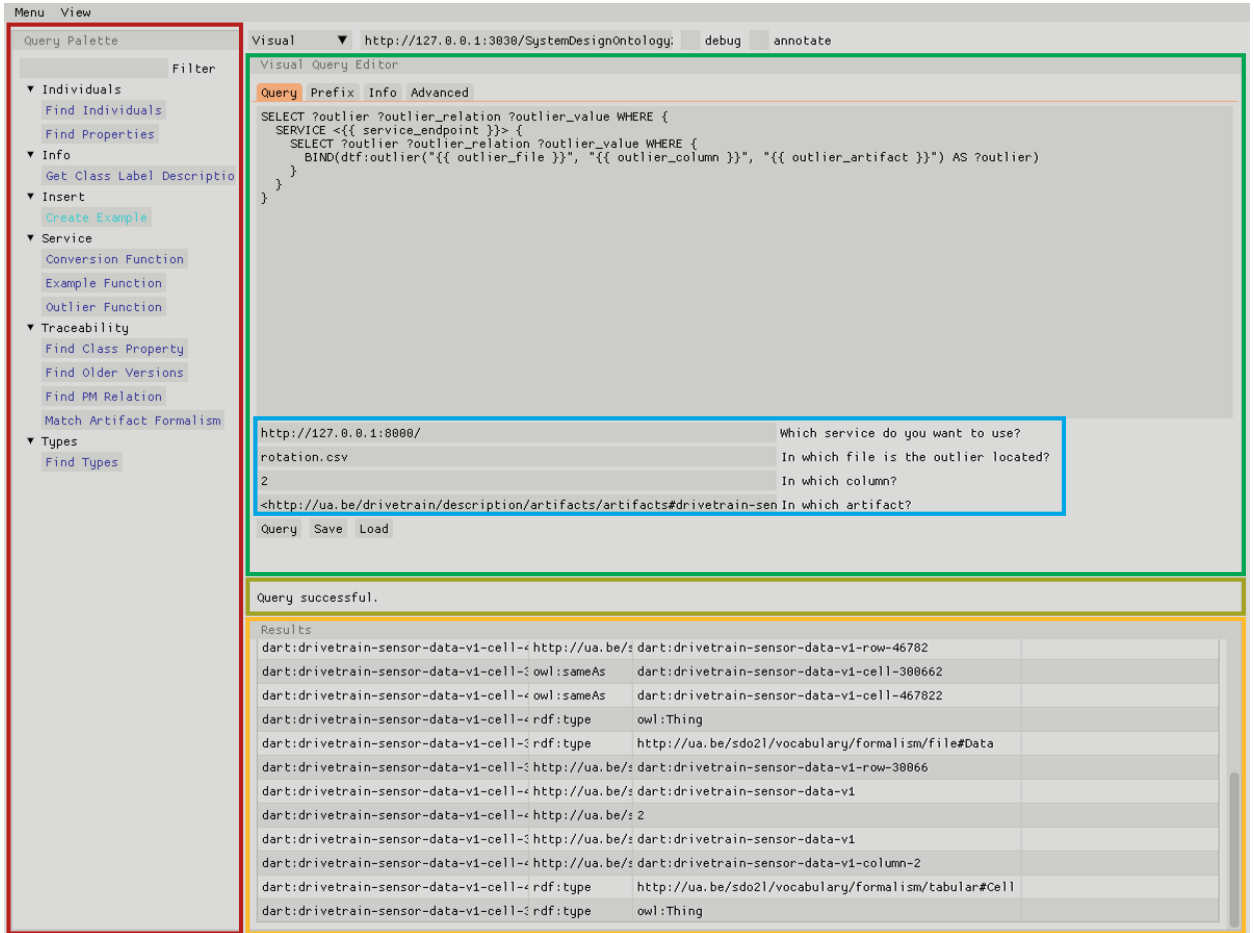 Menu View
Query Palette
Filter
▼ Individuals
Find Individuals
Find Properties
▼ Info
Get Class Label Descriptio
▼ Insert
Create Example
▼ Service
Conversion Function
Example Function
Outlier Function
▼ Traceability
Find Class Property
Find Older Versions
Find PM Relation
Match Artifact Formalism
▼ Types
Find Types
Visual ▼ http://127.0.0.1:3030/SystemDesignOntology2 debug annotate
Visual Query Editor
Query Prefix Info Advanced
SELECT ?outlier ?outlier_relation ?outlier_value WHERE {
  SERVICE <{{ service_endpoint }}> {
    SELECT ?outlier ?outlier_relation ?outlier_value WHERE {
      BIND(dtf:outlier("{{ outlier_file }}", "{{ outlier_column }}", "{{ outlier_artifact }}") AS ?outlier)
    }
  }
}
http://127.0.0.1:8000/ Which service do you want to use?
rotation.csv In which file is the outlier located?
2 In which column?
<http://ua.be/drivetrain/description/artifacts/artifacts#drivetrain-sen In which artifact?
Query Save Load
Query successful.
Results
dart:drivetrain-sensor-data-v1-cell-4 http://ua.be/s dart:drivetrain-sensor-data-v1-row-46782
dart:drivetrain-sensor-data-v1-cell-3 owl:sameAs dart:drivetrain-sensor-data-v1-cell-300662
dart:drivetrain-sensor-data-v1-cell-4 owl:sameAs dart:drivetrain-sensor-data-v1-cell-467822
dart:drivetrain-sensor-data-v1-cell-4 rdf:type owl:Thing
dart:drivetrain-sensor-data-v1-cell-3 rdf:type http://ua.be/sdo2l/vocabulary/formalism/file#Data
dart:drivetrain-sensor-data-v1-cell-3 http://ua.be/s dart:drivetrain-sensor-data-v1-row-30066
dart:drivetrain-sensor-data-v1-cell-4 http://ua.be/s dart:drivetrain-sensor-data-v1
dart:drivetrain-sensor-data-v1-cell-4 http://ua.be/s 2
dart:drivetrain-sensor-data-v1-cell-3 http://ua.be/s dart:drivetrain-sensor-data-v1
dart:drivetrain-sensor-data-v1-cell-4 http://ua.be/s dart:drivetrain-sensor-data-v1-column-2
dart:drivetrain-sensor-data-v1-cell-4 rdf:type http://ua.be/sdo2l/vocabulary/formalism/tabular#Cell
dart:drivetrain-sensor-data-v1-cell-3 rdf:type owl:Thing